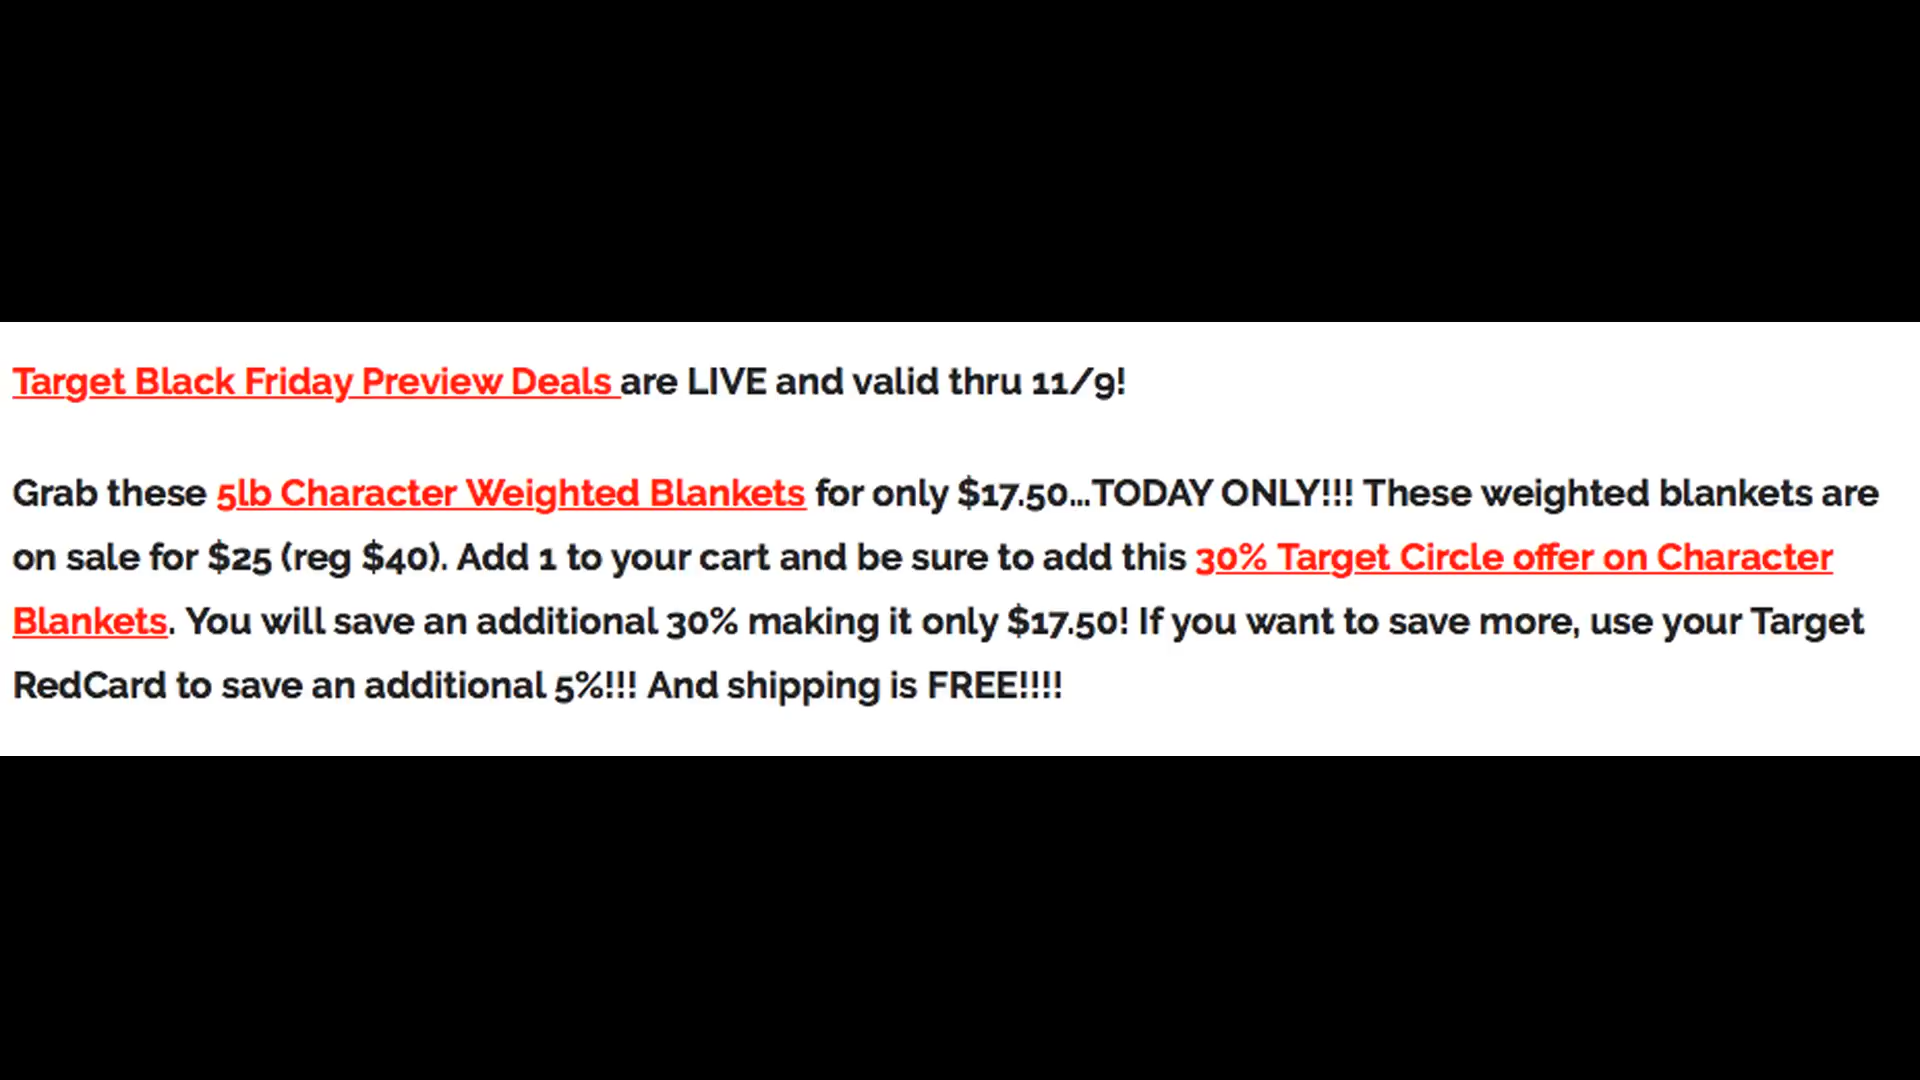 Target Black Friday Preview Deals are LIVE and valid thru 11/9!
Grab these 5lb Character Weighted Blankets for only $17.50...TODAY ONLY!!! These weighted blankets are
on sale for $25 (reg $40). Add 1 to your cart and be sure to add this 30% Target Circle offer on Character
Blankets. You will save an additional 30% making it only $17.50! If you want to save more, use your Target
RedCard to save an additional 5%!!! And shipping is FREE!!!!